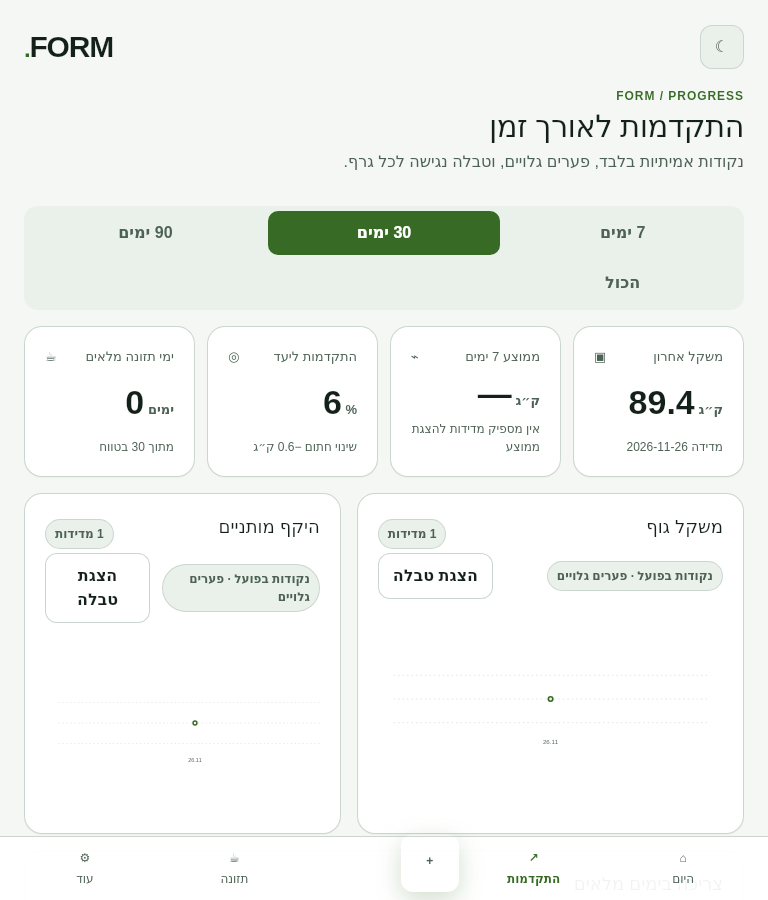 FORM.
FORM / PROGRESS
התקדמות לאורך זמן
נקודות אמיתיות בלבד, פערים גלויים, וטבלה נגישה לכל גרף.
7 ימים
30 ימים
90 ימים
הכול
משקל אחרון
89.4 ק״ג
מדידה 2026-11-26
ממוצע 7 ימים
— ק״ג
אין מספיק מדידות להצגת
ממוצע
התקדמות ליעד
6 %
שינוי חתום −0.6 ק״ג
ימי תזונה מלאים
0 ימים
מתוך 30 בטווח
משקל גוף
1 מדידות
נקודות בפועל · פערים גלויים
הצגת טבלה
26.11
היקף מותניים
1 מדידות
נקודות בפועל · פערים
גלויים
הצגת
טבלה
26.11
צריכה בימים מלאים
היום
התקדמות
+
תזונה
עוד